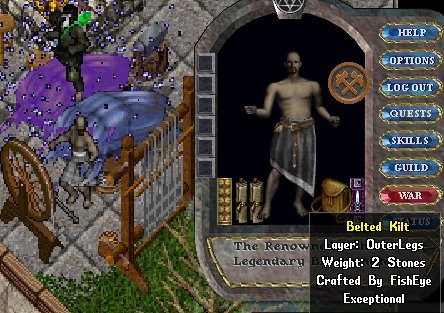 HELP
OPTIONS
LOG OUT
QUESTS
SKILLS
GUILD
WAR
STATUS
The Renown
Legendary B
Belted Kilt
Layer: OuterLegs
Weight: 2 Stones
Crafted By FishEye
Exceptional